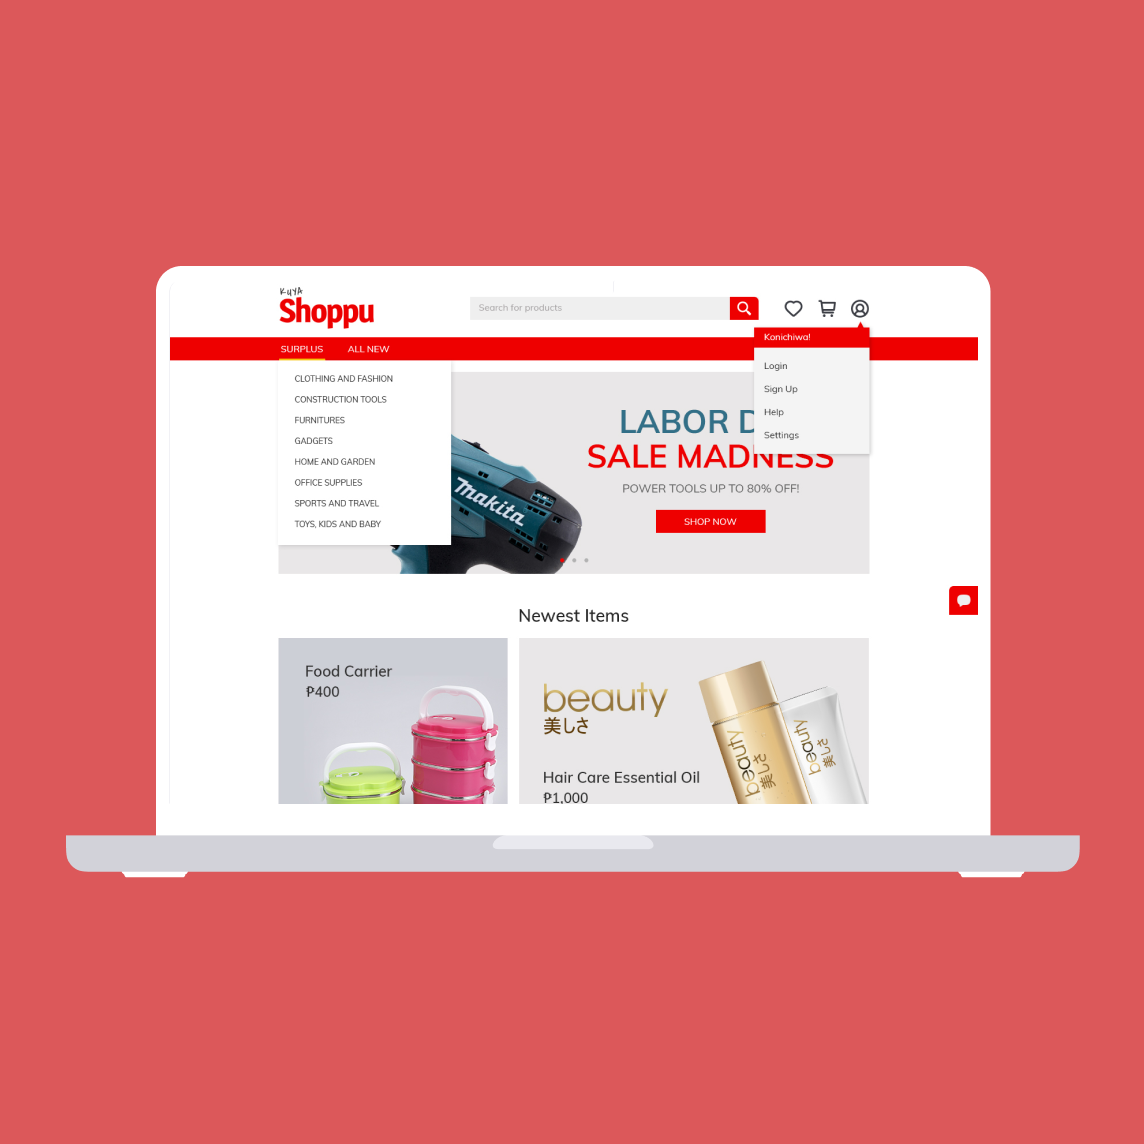 KUYA
Shoppu
Search for products
Konichiwa!
SURPLUS
ALL NEW
Login
Sign Up
Help
Settings
CLOTHING AND FASHION
CONSTRUCTION TOOLS
FURNITURES
GADGETS
HOME AND GARDEN
OFFICE SUPPLIES
SPORTS AND TRAVEL
TOYS, KIDS AND BABY
makita
LABOR D
SALE MADNESS
POWER TOOLS UP TO 80% OFF!
SHOP NOW
Newest Items
Food Carrier
₱400
beauty
美しさ
Hair Care Essential Oil
₱1,000
beauty
美しさ
beauty
美しさ